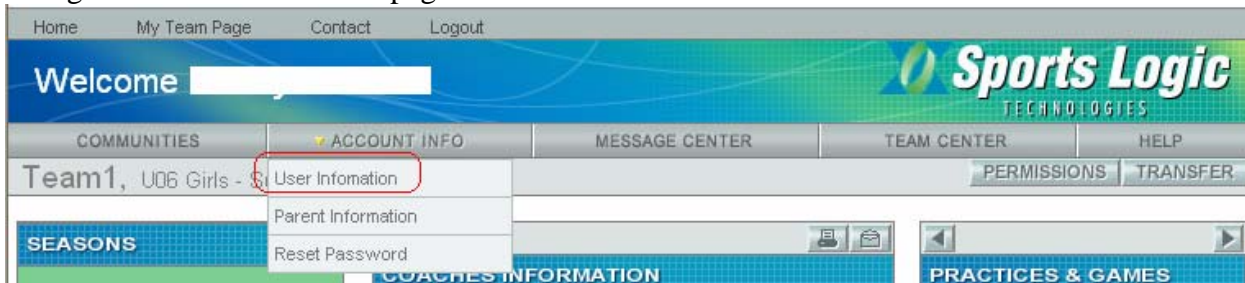 Home My Team Page Contact Logout
Welcome
Sports Logic
TECHNOLOGIES
COMMUNITIES ACCOUNT INFO MESSAGE CENTER TEAM CENTER HELP
Team1, U06 Girls -
PERMISSIONS TRANSFER
User Infomation
Parent Information
Reset Password
SEASONS
COACHES INFORMATION
PRACTICES & GAMES